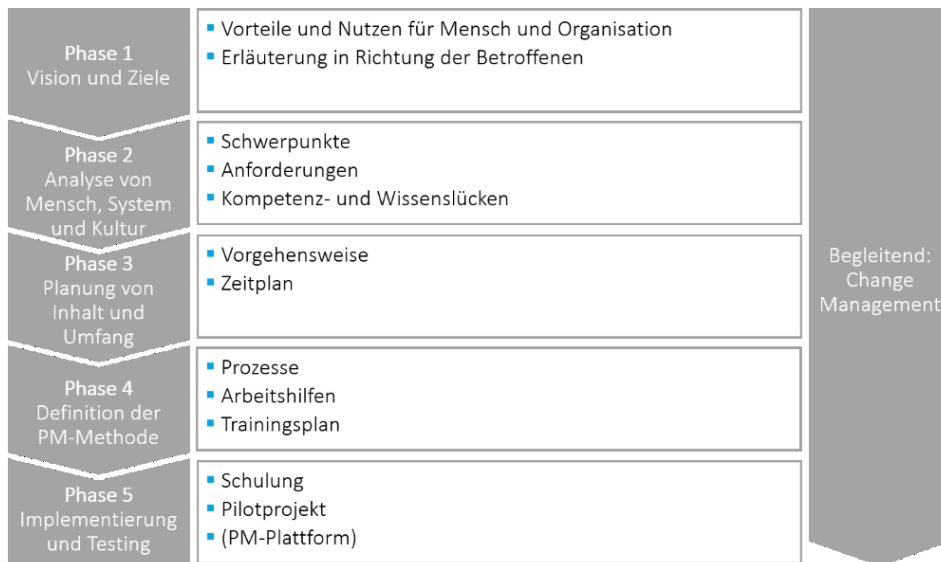 Phase 1
Vision und Ziele
Vorteile und Nutzen für Mensch und Organisation
Erläuterung in Richtung der Betroffenen
Phase 2
Analyse von
Mensch, System
und Kultur
Schwerpunkte
Anforderungen
Kompetenz- und Wissenslücken
Phase 3
Planung von
Inhalt und
Umfang
Vorgehensweise
Zeitplan
Phase 4
Definition der
PM-Methode
Prozesse
Arbeitshilfen
Trainingsplan
Phase 5
Implementierung
und Testing
Schulung
Pilotprojekt
(PM-Plattform)
Begleitend:
Change
Management